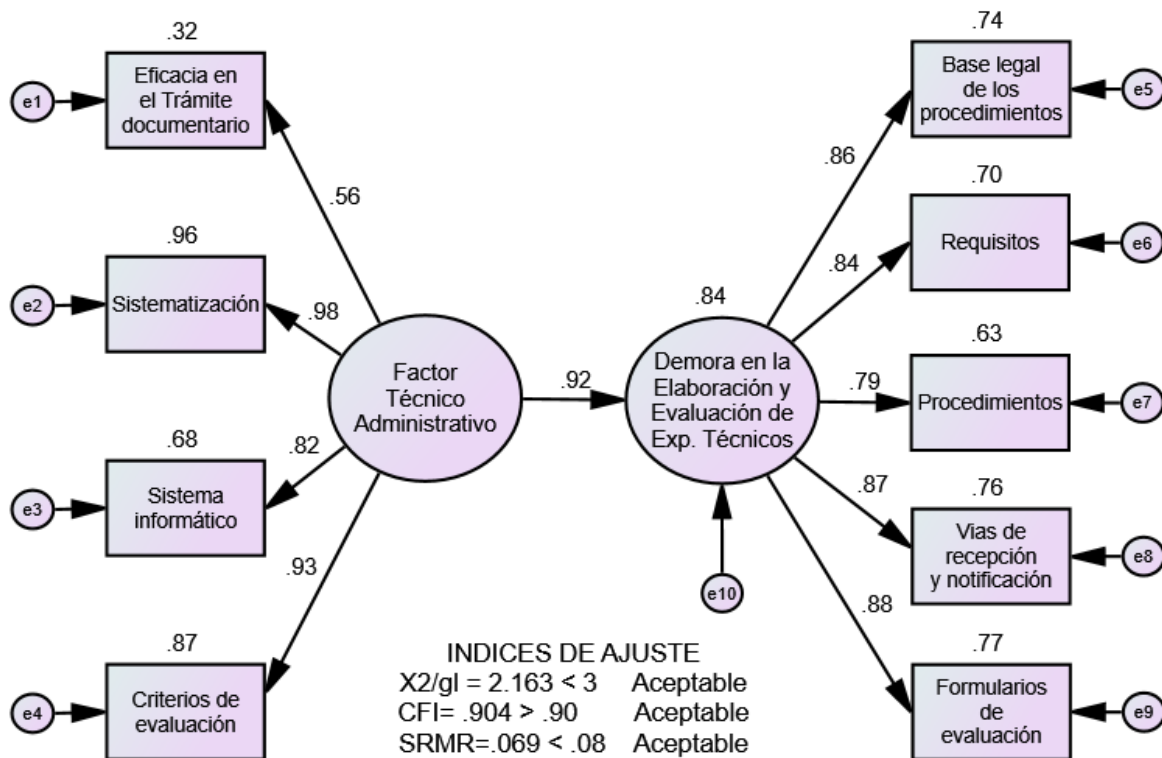 .32
Eficacia en
el Trámite
documentario
e1
.56
.96
Sistematización
e2
.98
.68
Sistema
informático
e3
.82
.87
Criterios de
evaluación
e4
.93
Factor
Técnico
Administrativo
.92
.84
Demora en la
Elaboración y
Evaluación de
Exp. Técnicos
e10
.74
Base legal
de los
procedimientos
e5
.86
.70
Requisitos
e6
.84
.63
Procedimientos
e7
.79
.76
Vias de
recepción
y notificación
e8
.87
.77
Formularios
de
evaluación
e9
.88
INDICES DE AJUSTE
X2/gl = 2.163 < 3 Aceptable
CFI= .904 > .90 Aceptable
SRMR=.069 < .08 Aceptable